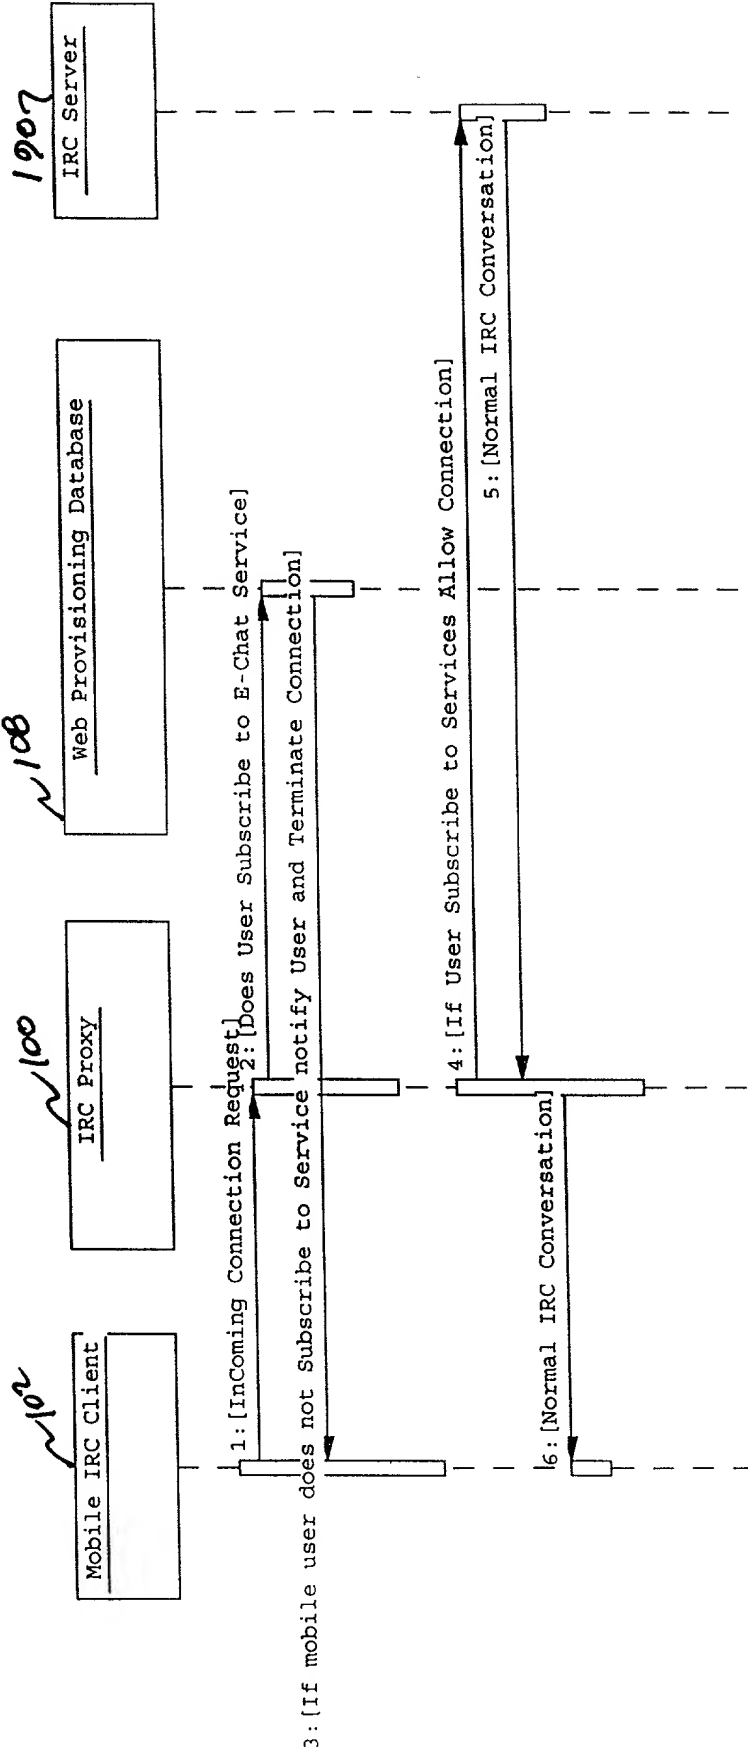 102
Mobile IRC Client
100
IRC Proxy
108
Web Provisioning Database
1907
IRC Server
1:[InComing Connection Request]
2:[Does User Subscribe to E-Chat Service]
3:[If mobile user does not Subscribe to Service notify User and Terminate Connection]
4:[If User Subscribe to Services Allow Connection]
5:[Normal IRC Conversation]
6:[Normal IRC Conversation]